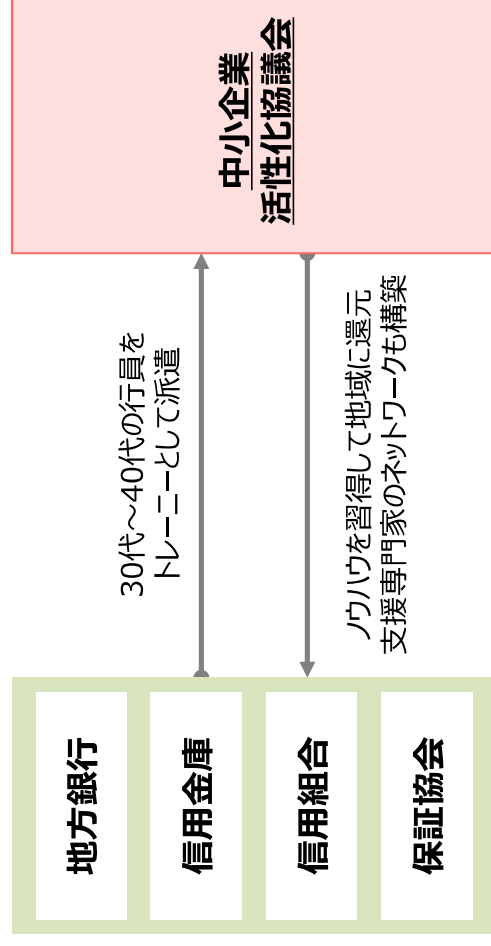 地方銀行
信用金庫
信用組合
保証協会
30代～40代の行員を
トレーニーとして派遣
ノウハウを習得して地域に還元
支援専門家のネットワークも構築
中小企業
活性化協議会